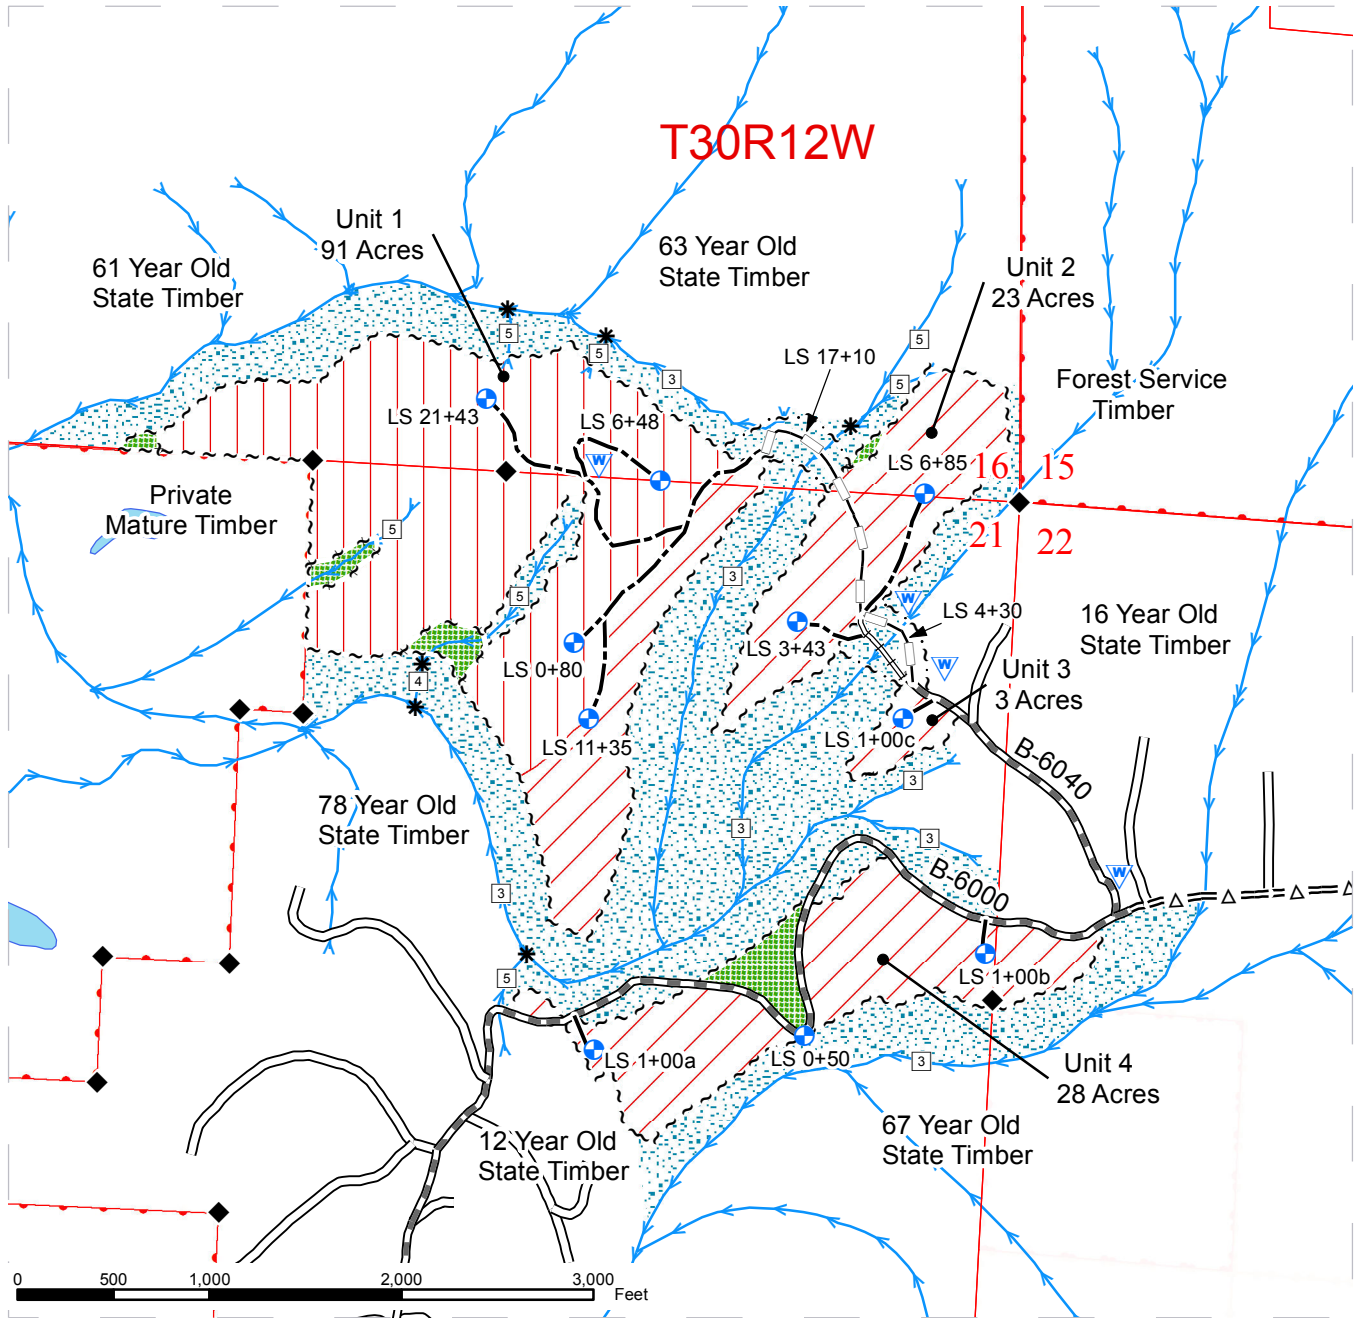 T30R12W
Unit 1
91 Acres
63 Year Old
State Timber
61 Year Old
State Timber
Unit 2
23 Acres
5
5
5
3
5
LS 17+10
Forest Service
Timber
LS 21+43
LS 6+48
W
LS 6+85
16
15
21
22
Private
Mature Timber
5
3
5
W
LS 4+30
16 Year Old
State Timber
LS 3+43
LS 0+80
W
Unit 3
3 Acres
4
LS 11+35
LS 1+00c
B-6040
3
78 Year Old
State Timber
3
3
B-6000
W
3
5
LS 1+00b
LS 1+00a
LS 0+50
3
Unit 4
28 Acres
12 Year Old
State Timber
67 Year Old
State Timber
0
500
1,000
2,000
3,000
Feet